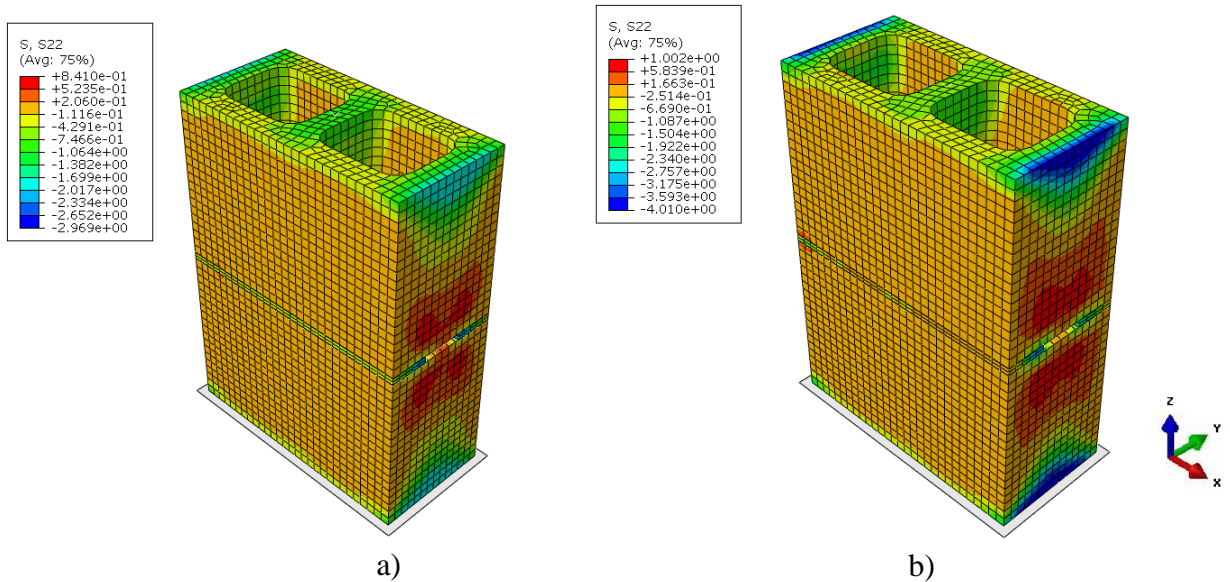 S, S22
(Avg: 75%)
+8.410e-01
+5.235e-01
+2.060e-01
-1.116e-01
-4.291e-01
-7.466e-01
-1.064e+00
-1.382e+00
-1.699e+00
-2.017e+00
-2.334e+00
-2.652e+00
-2.969e+00
a)
S, S22
(Avg: 75%)
+1.002e+00
+5.839e-01
+1.663e-01
-2.514e-01
-6.690e-01
-1.087e+00
-1.504e+00
-1.922e+00
-2.340e+00
-2.757e+00
-3.175e+00
-3.593e+00
-4.010e+00
Z
Y
X
b)